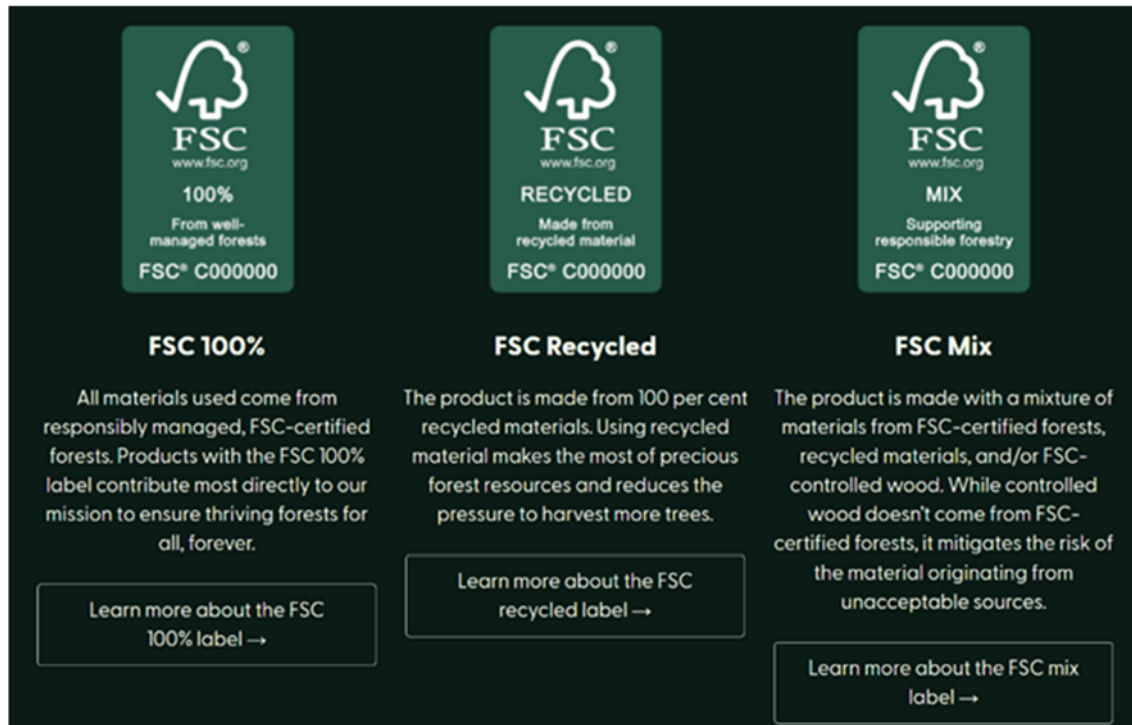 ®
FSC
www.fsc.org
100%
From well-
managed forests
FSC® C000000
FSC 100%
All materials used come from
responsibly managed, FSC-certified
forests. Products with the FSC 100%
label contribute most directly to our
mission to ensure thriving forests for
all, forever.
Learn more about the FSC
100% label →
®
FSC
www.fsc.org
RECYCLED
Made from
recycled material
FSC® C000000
FSC Recycled
The product is made from 100 per cent
recycled materials. Using recycled
material makes the most of precious
forest resources and reduces the
pressure to harvest more trees.
Learn more about the FSC
recycled label →
®
FSC
www.fsc.org
MIX
Supporting
responsible forestry
FSC® C000000
FSC Mix
The product is made with a mixture of
materials from FSC-certified forests,
recycled materials, and/or FSC-
controlled wood. While controlled
wood doesn't come from FSC-
certified forests, it mitigates the risk of
the material originating from
unacceptable sources.
Learn more about the FSC mix
label →